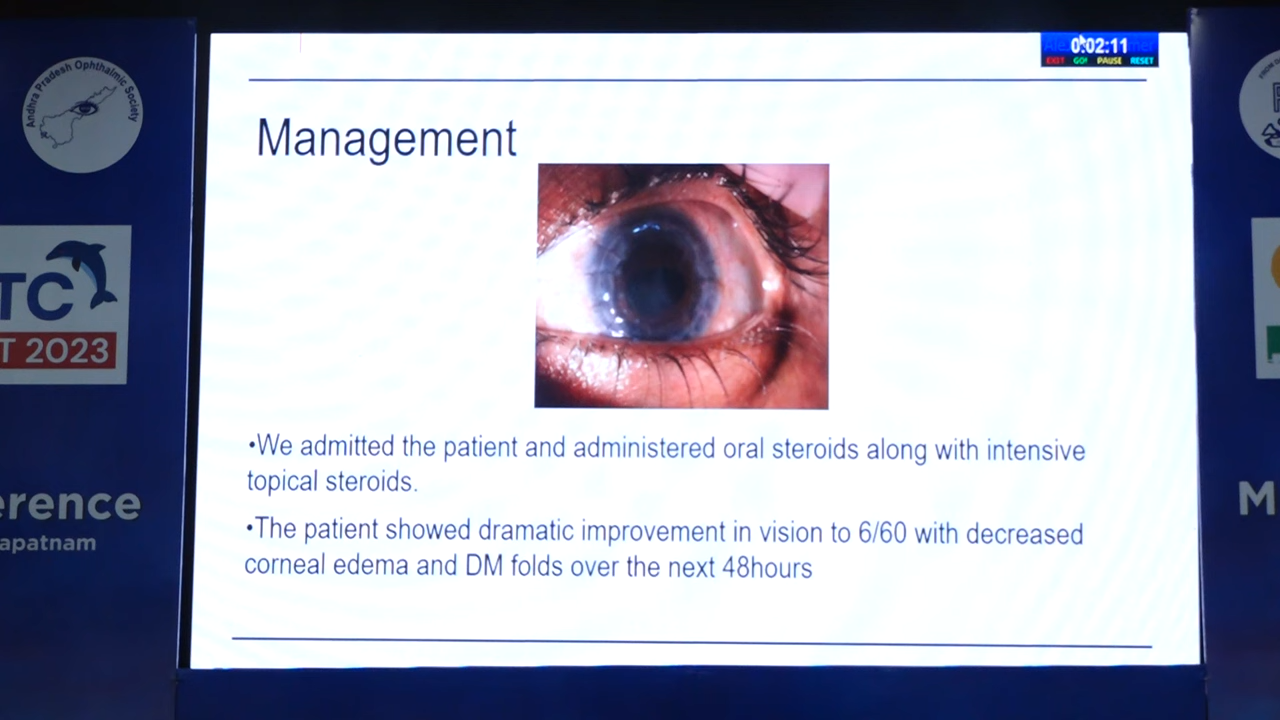 Andhra Pradesh Ophthalmic Society
TC
T 2023
erence
apatnam
0:02:11
EXIT GO! PAUSE RESET
Management
•We admitted the patient and administered oral steroids along with intensive
topical steroids.
•The patient showed dramatic improvement in vision to 6/60 with decreased
corneal edema and DM folds over the next 48hours
M